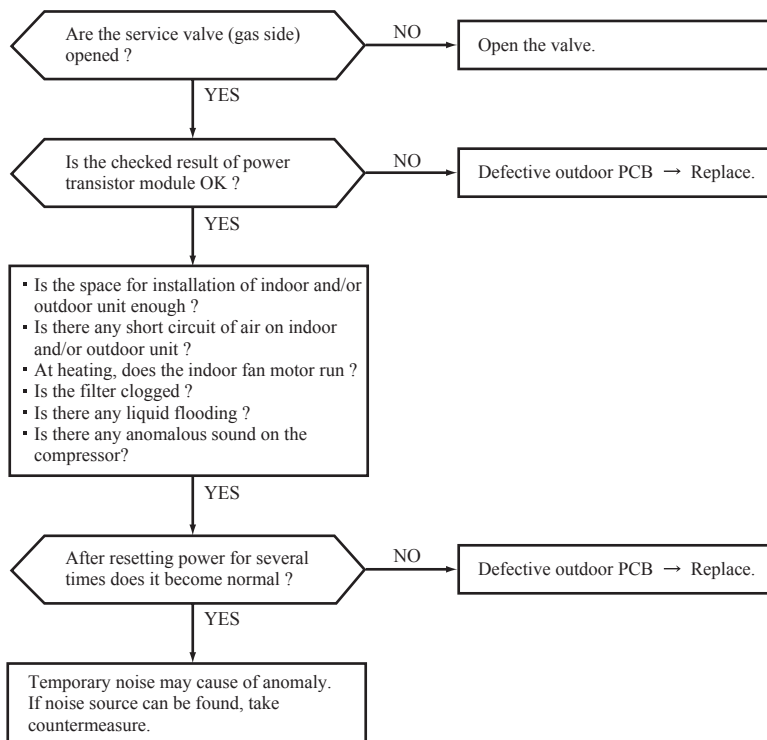 Are the service valve (gas side)
opened ?
NO
Open the valve.
YES
Is the checked result of power
transistor module OK ?
NO
Defective outdoor PCB → Replace.
YES
▪ Is the space for installation of indoor and/or
outdoor unit enough ?
▪ Is there any short circuit of air on indoor
and/or outdoor unit ?
▪ At heating, does the indoor fan motor run ?
▪ Is the filter clogged ?
▪ Is there any liquid flooding ?
▪ Is there any anomalous sound on the
compressor?
YES
After resetting power for several
times does it become normal ?
NO
Defective outdoor PCB → Replace.
YES
Temporary noise may cause of anomaly.
If noise source can be found, take
countermeasure.